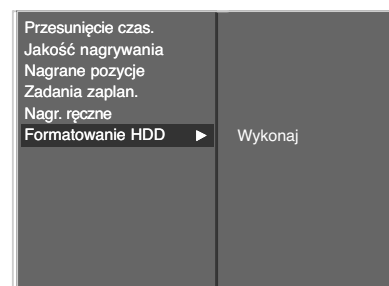 Przesunięcie czas.
Jakość nagrywania
Nagrane pozycje
Zadania zaplan.
Nagr. ręczne
Formatowanie HDD ▶ Wykonaj